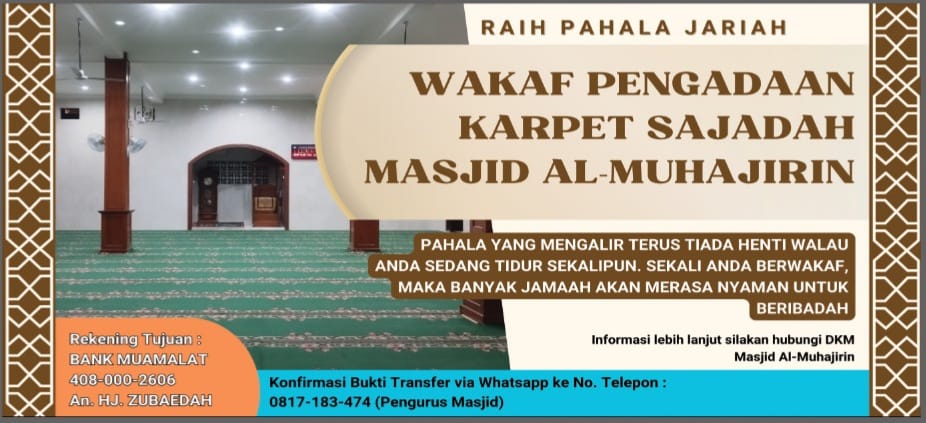 RAIH PAHALA JARIAH
WAKAF PENGADAAN
KARPET SAJADAH
MASJID AL-MUHAJIRIN
PAHALA YANG MENGALIR TERUS TIADA HENTI WALAU
ANDA SEDANG TIDUR SEKALIPUN. SEKALI ANDA BERWAKAF,
MAKA BANYAK JAMAAH AKAN MERASA NYAMAN UNTUK
BERIBADAH
Informasi lebih lanjut silakan hubungi DKM
Masjid Al-Muhajirin
Rekening Tujuan :
BANK MUAMALAT
408-000-2606
An. HJ. ZUBAEDAH
Konfirmasi Bukti Transfer via Whatsapp ke No. Telepon :
0817-183-474 (Pengurus Masjid)